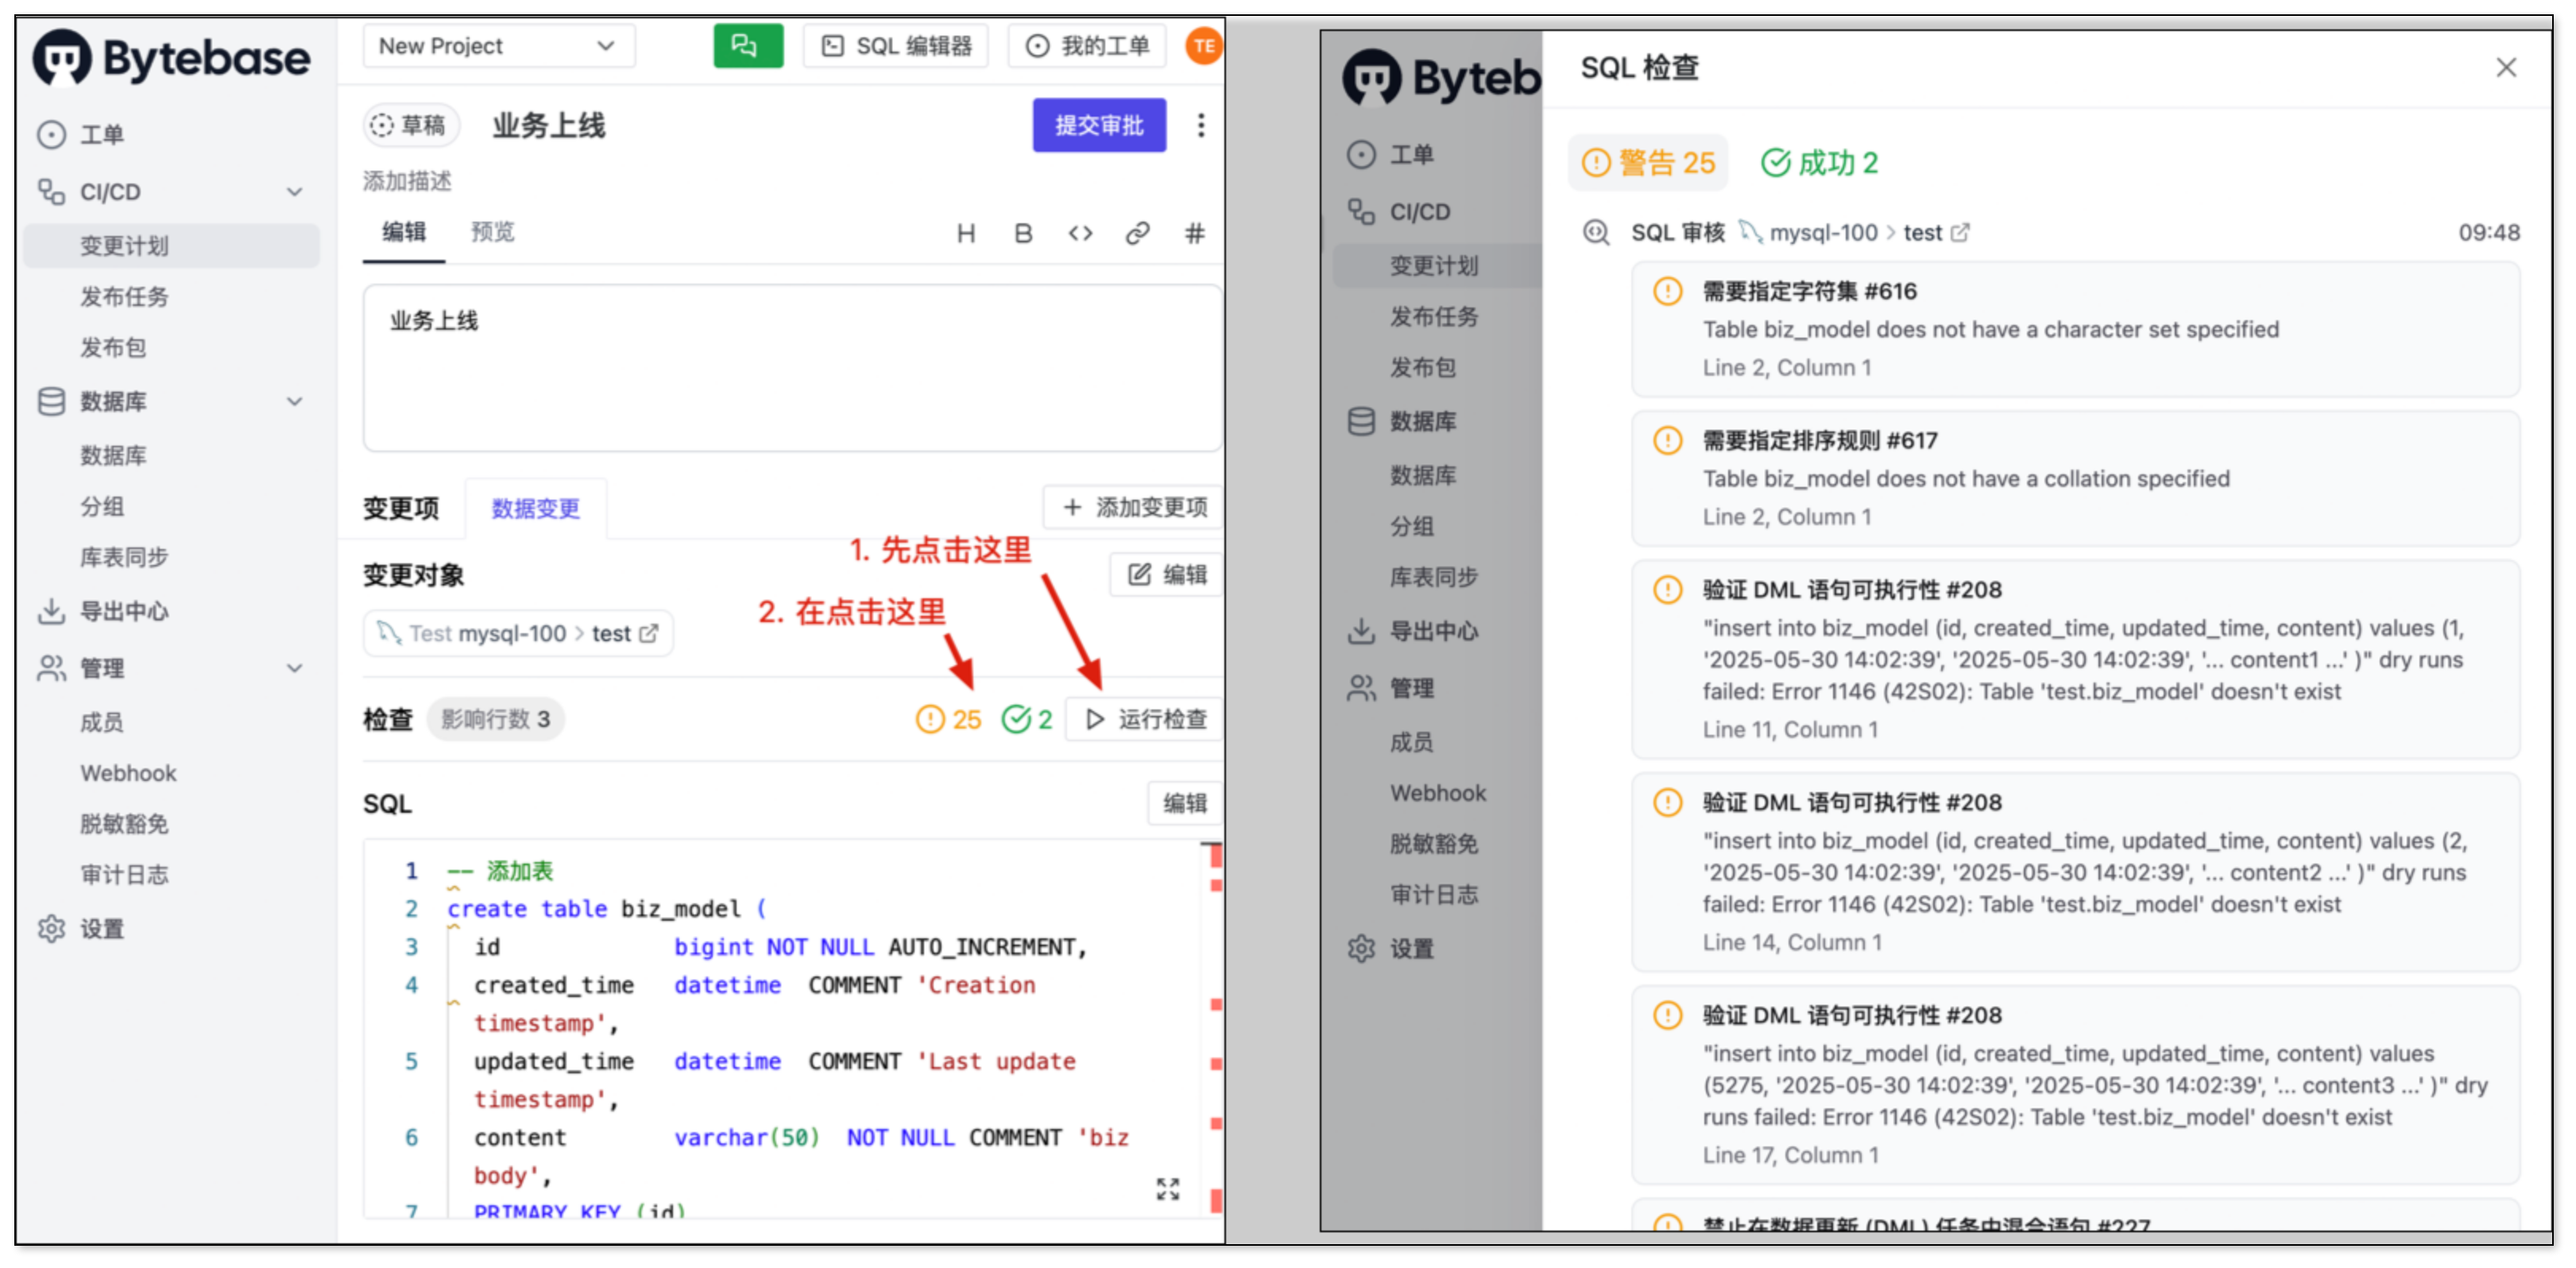 Bytebase
工单
CI/CD
变更计划
发布任务
发布包
数据库
数据库
分组
库表同步
导出中心
管理
成员
Webhook
脱敏豁免
审计日志
设置
New Project
SQL 编辑器
我的工单
TE
草稿
业务上线
提交审批
添加描述
编辑
预览
H B <> #
业务上线
变更项
数据变更
+ 添加变更项
1. 先点击这里
变更对象
编辑
2. 在点击这里
Test mysql-100 > test
检查
影响行数 3
25
2
运行检查
SQL
编辑
1 -- 添加表
2 create table biz_model (
3 id bigint NOT NULL AUTO_INCREMENT,
4 created_time datetime COMMENT 'Creation
timestamp',
5 updated_time datetime COMMENT 'Last update
timestamp',
6 content varchar(50) NOT NULL COMMENT 'biz
body',
7 PRIMARY KEY (id)
Byteb
工单
CI/CD
变更计划
发布任务
发布包
数据库
数据库
分组
库表同步
导出中心
管理
成员
Webhook
脱敏豁免
审计日志
设置
SQL 检查
警告 25
成功 2
SQL 审核 mysql-100 > test
09:48
需要指定字符集 #616
Table biz_model does not have a character set specified
Line 2, Column 1
需要指定排序规则 #617
Table biz_model does not have a collation specified
Line 2, Column 1
验证 DML 语句可执行性 #208
"insert into biz_model (id, created_time, updated_time, content) values (1,
'2025-05-30 14:02:39', '2025-05-30 14:02:39', '... content1 ...' )" dry runs
failed: Error 1146 (42S02): Table 'test.biz_model' doesn't exist
Line 11, Column 1
验证 DML 语句可执行性 #208
"insert into biz_model (id, created_time, updated_time, content) values (2,
'2025-05-30 14:02:39', '2025-05-30 14:02:39', '... content2 ...' )" dry runs
failed: Error 1146 (42S02): Table 'test.biz_model' doesn't exist
Line 14, Column 1
验证 DML 语句可执行性 #208
"insert into biz_model (id, created_time, updated_time, content) values
(5275, '2025-05-30 14:02:39', '2025-05-30 14:02:39', '... content3 ...' )" dry
runs failed: Error 1146 (42S02): Table 'test.biz_model' doesn't exist
Line 17, Column 1
禁止在数据更新 (DML) 任务中混合语句 #227